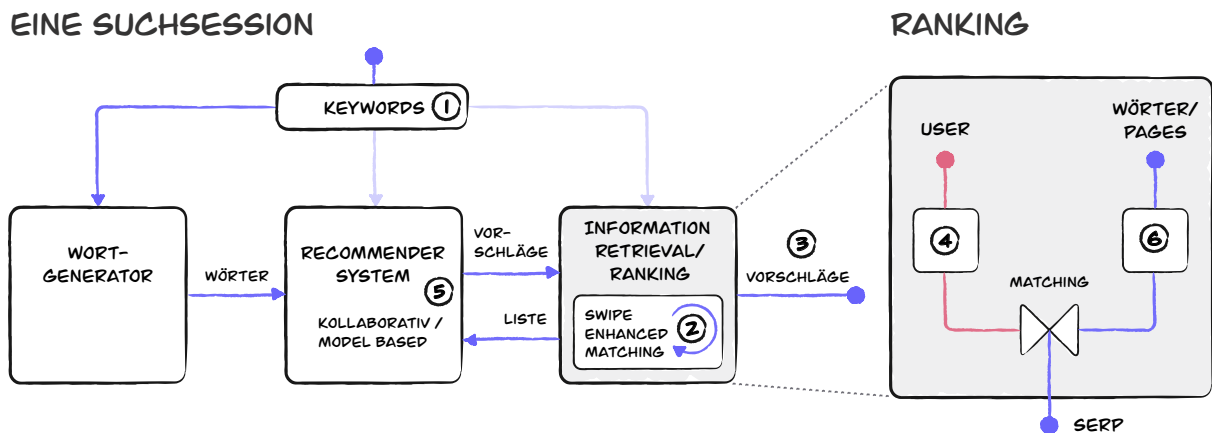 EINE SUCHSESSION
RANKING
KEYWORDS 1
WORT-
GENERATOR
WÖRTER
RECOMMENDER
SYSTEM
5
KOLLABORATIV /
MODEL BASED
VOR-
SCHLÄGE
LISTE
INFORMATION
RETRIEVAL/
RANKING
SWIPE
ENHANCED
MATCHING
2
3
VORSCHLÄGE
USER
WÖRTER/
PAGES
4
6
MATCHING
SERP